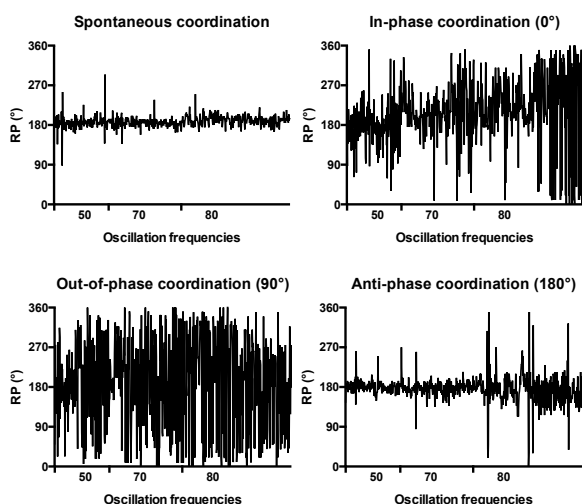 Spontaneous coordination
360
270
180
90
0
RP (°)
50 70 80
Oscillation frequencies
In-phase coordination (0°)
360
270
180
90
0
RP (°)
50 70 80
Oscillation frequencies
Out-of-phase coordination (90°)
360
270
180
90
0
RP (°)
50 70 80
Oscillation frequencies
Anti-phase coordination (180°)
360
270
180
90
0
RP (°)
50 70 80
Oscillation frequencies